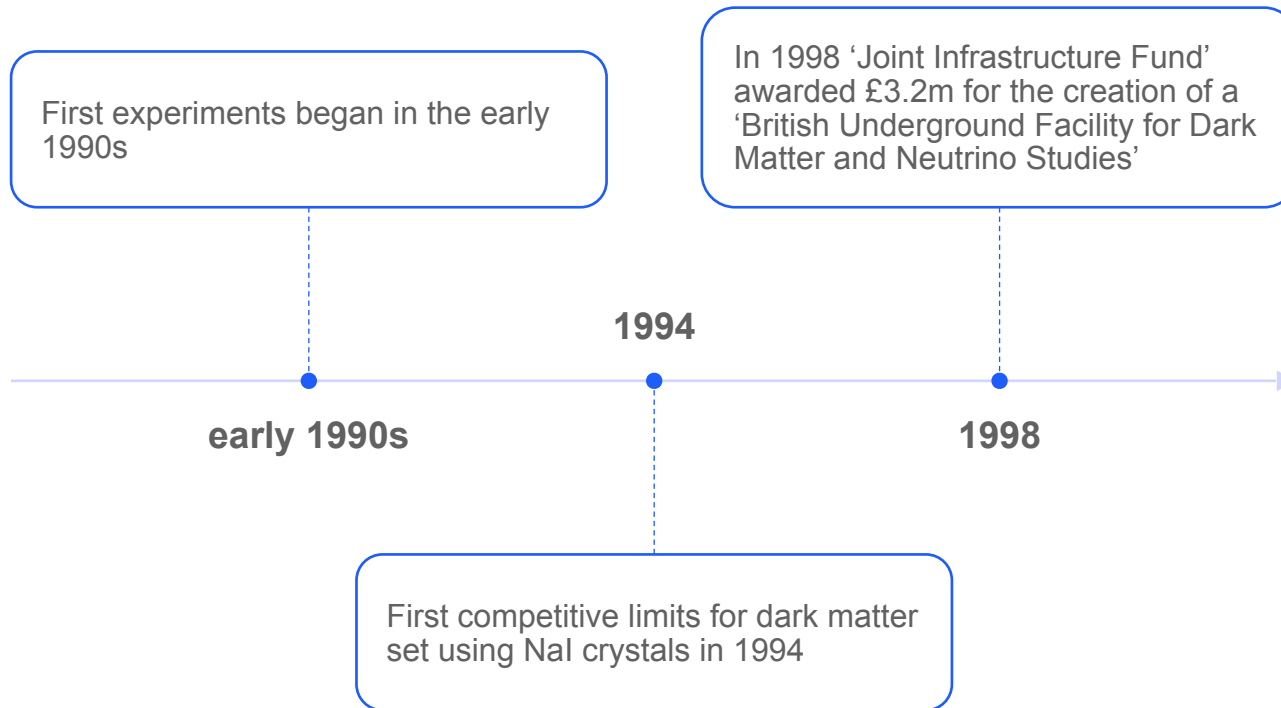 First experiments began in the early
1990s
In 1998 ‘Joint Infrastructure Fund’
awarded £3.2m for the creation of a
‘British Underground Facility for Dark
Matter and Neutrino Studies’
1994
early 1990s
1998
First competitive limits for dark matter
set using NaI crystals in 1994